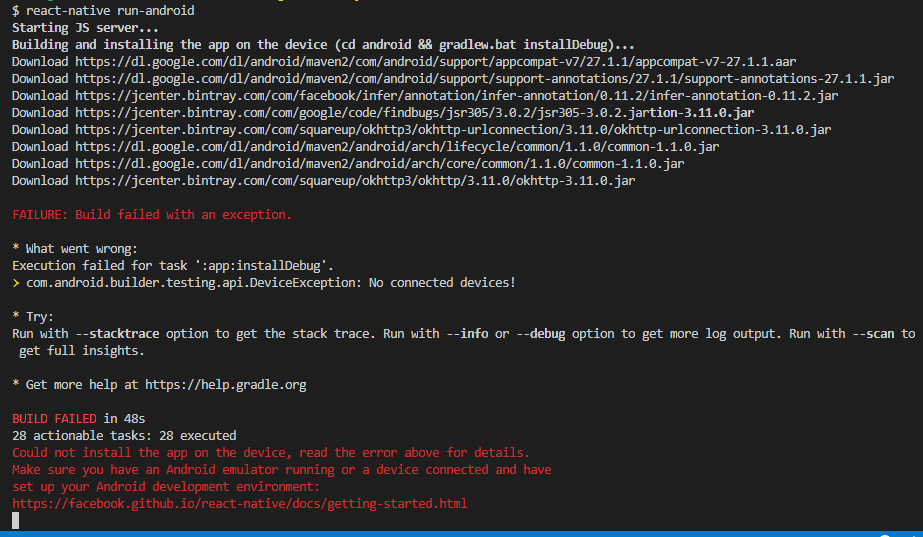 $ react-native run-android
Starting JS server...
Building and installing the app on the device (cd android && gradlew.bat installDebug)...
Download https://dl.google.com/dl/android/maven2/com/android/support/appcompat-v7/27.1.1/appcompat-v7-27.1.1.aar
Download https://dl.google.com/dl/android/maven2/com/android/support/support-annotations/27.1.1/support-annotations-27.1.1.jar
Download https://jcenter.bintray.com/com/facebook/infer/annotation/infer-annotation/0.11.2/infer-annotation-0.11.2.jar
Download https://jcenter.bintray.com/com/google/code/findbugs/jsr305/3.0.2/jsr305-3.0.2.jartion-3.11.0.jar
Download https://jcenter.bintray.com/com/squareup/okhttp3/okhttp-urlconnection/3.11.0/okhttp-urlconnection-3.11.0.jar
Download https://dl.google.com/dl/android/maven2/android/arch/lifecycle/common/1.1.0/common-1.1.0.jar
Download https://dl.google.com/dl/android/maven2/android/arch/core/common/1.1.0/common-1.1.0.jar
Download https://jcenter.bintray.com/com/squareup/okhttp3/okhttp/3.11.0/okhttp-3.11.0.jar
FAILURE: Build failed with an exception.
* What went wrong:
Execution failed for task ':app:installDebug'.
> com.android.builder.testing.api.DeviceException: No connected devices!
* Try:
Run with --stacktrace option to get the stack trace. Run with --info or --debug option to get more log output. Run with --scan to
get full insights.
* Get more help at https://help.gradle.org
BUILD FAILED in 48s
28 actionable tasks: 28 executed
Could not install the app on the device, read the error above for details.
Make sure you have an Android emulator running or a device connected and have
set up your Android development environment:
https://facebook.github.io/react-native/docs/getting-started.html